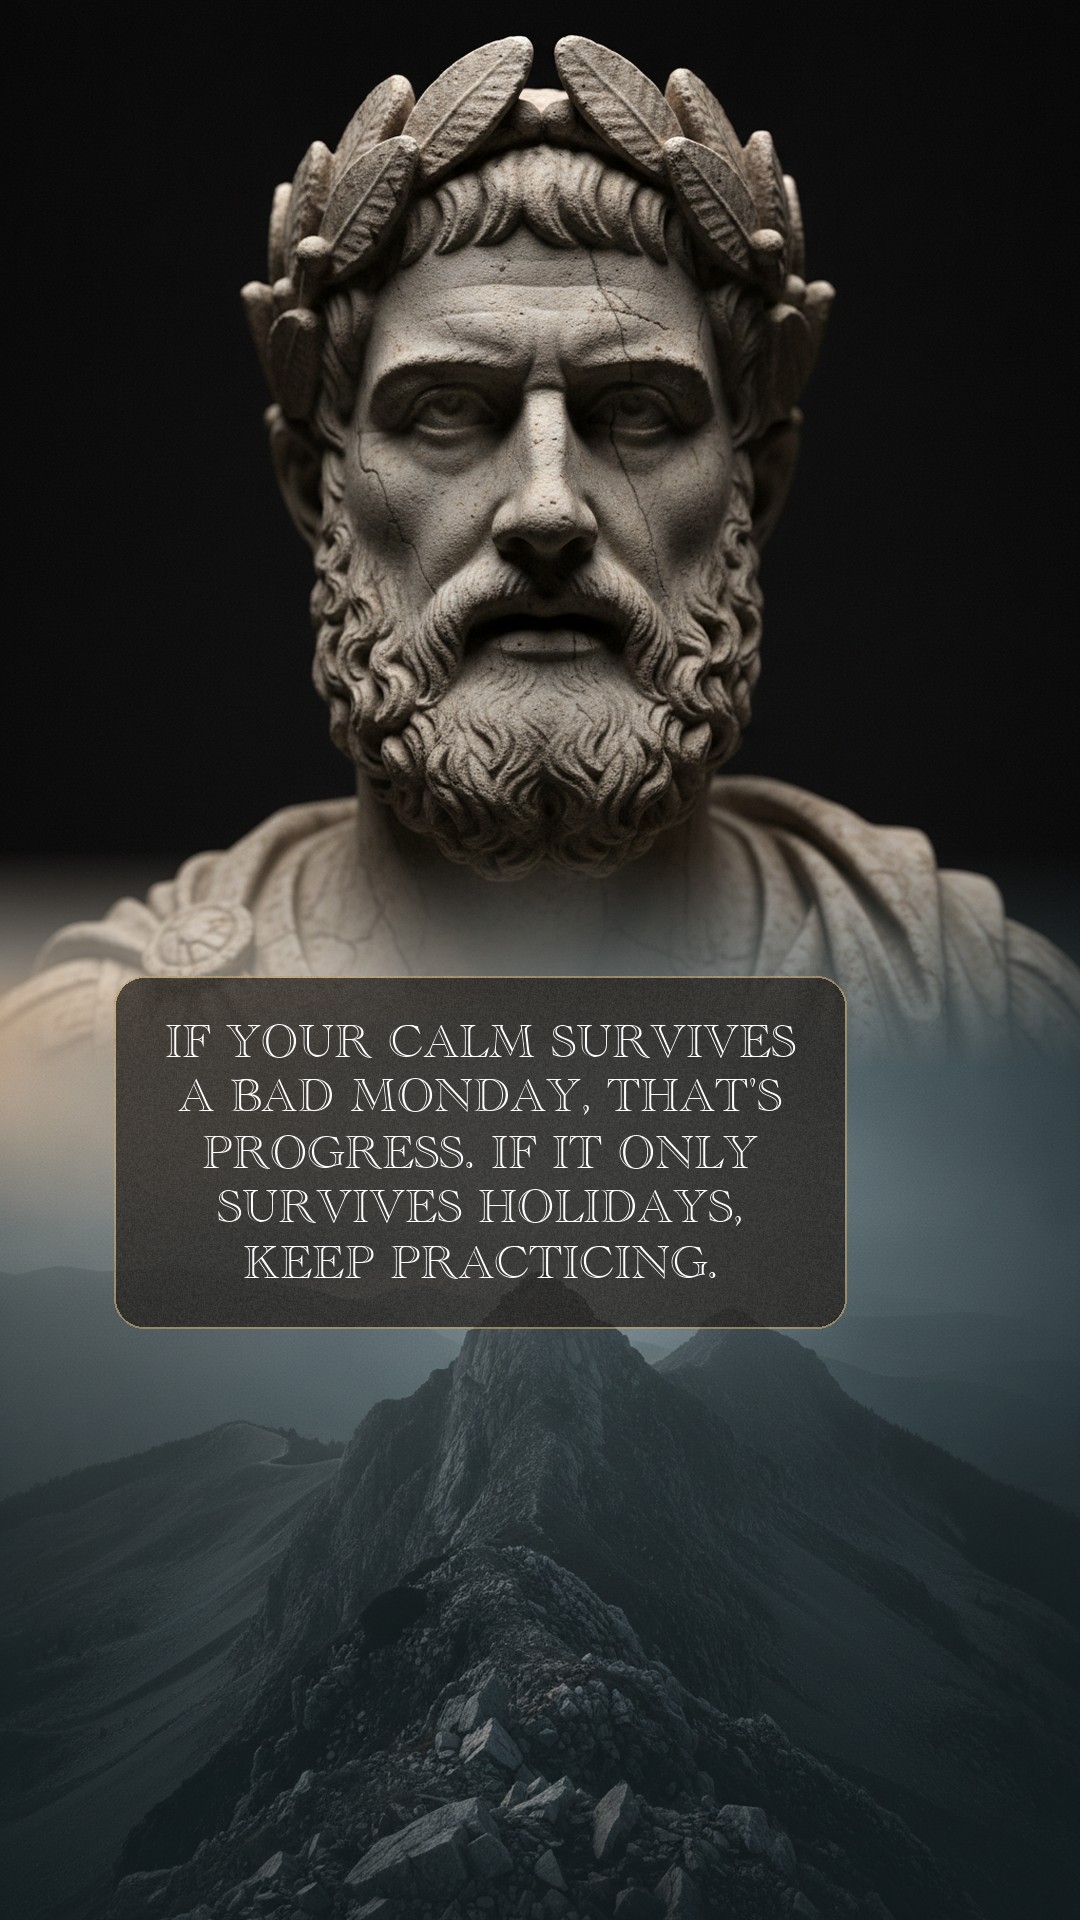 IF YOUR CALM SURVIVES
A BAD MONDAY, THAT'S
PROGRESS. IF IT ONLY
SURVIVES HOLIDAYS,
KEEP PRACTICING.